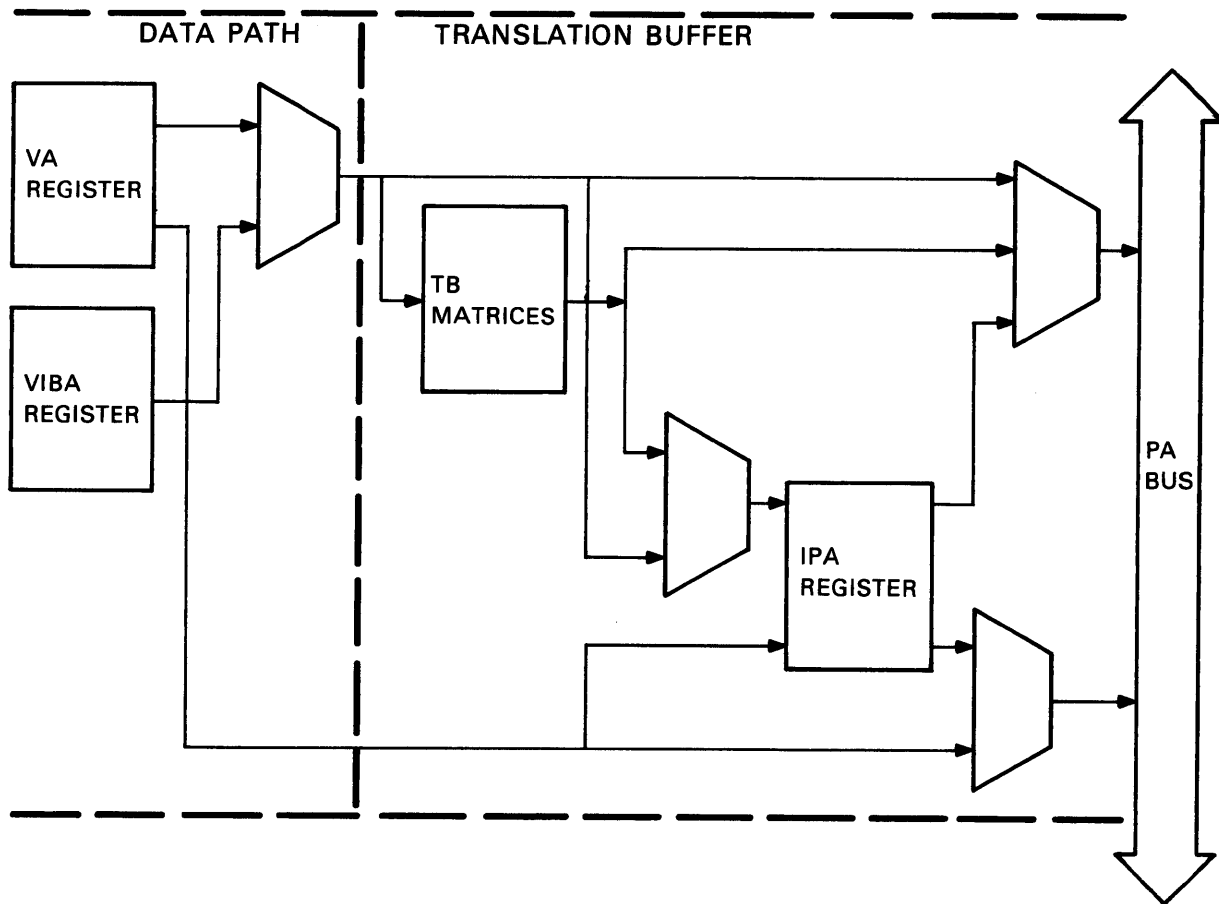 DATA PATH
TRANSLATION BUFFER
VA
REGISTER
TB
MATRICES
VIBA
REGISTER
PA
BUS
IPA
REGISTER